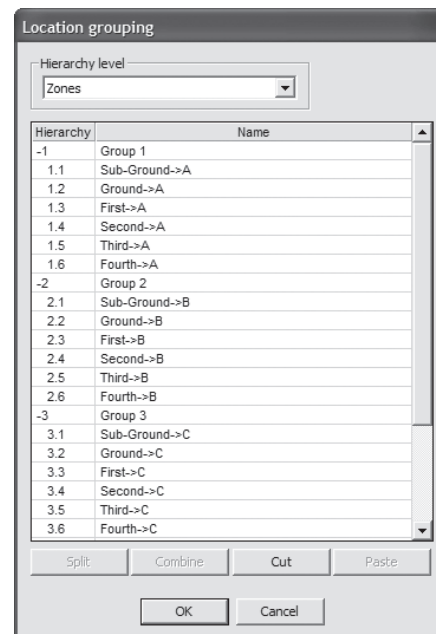 Location grouping
Hierarchy level
Zones
Hierarchy Name
-1 Group 1
1.1 Sub-Ground->A
1.2 Ground->A
1.3 First->A
1.4 Second->A
1.5 Third->A
1.6 Fourth->A
-2 Group 2
2.1 Sub-Ground->B
2.2 Ground->B
2.3 First->B
2.4 Second->B
2.5 Third->B
2.6 Fourth->B
-3 Group 3
3.1 Sub-Ground->C
3.2 Ground->C
3.3 First->C
3.4 Second->C
3.5 Third->C
3.6 Fourth->C
Split Combine Cut Paste
OK Cancel